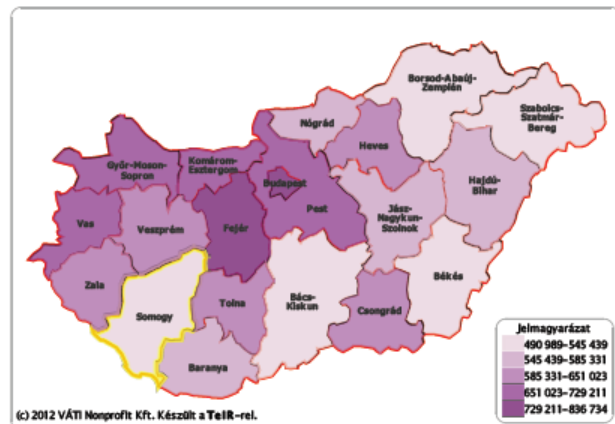 Borsod-Abaúj-
Zemplén
Szabolcs-
Szatmár-
Bereg
Nógrád
Heves
Győr-Moson-
Sopron
Komárom-
Esztergom
Budapest
Pest
Hajdú-
Bihar
Vas
Veszprém
Fejér
Jász-
Nagykun-
Szolnok
Zala
Somogy
Tolna
Bács-
Kiskun
Békés
Csongrád
Baranya
Jelmagyarázat
490 989-545 439
545 439-585 331
585 331-651 023
651 023-729 211
729 211-836 734
(c) 2012 VÁTI Nonprofit Kft. Készült a TeIR-rel.